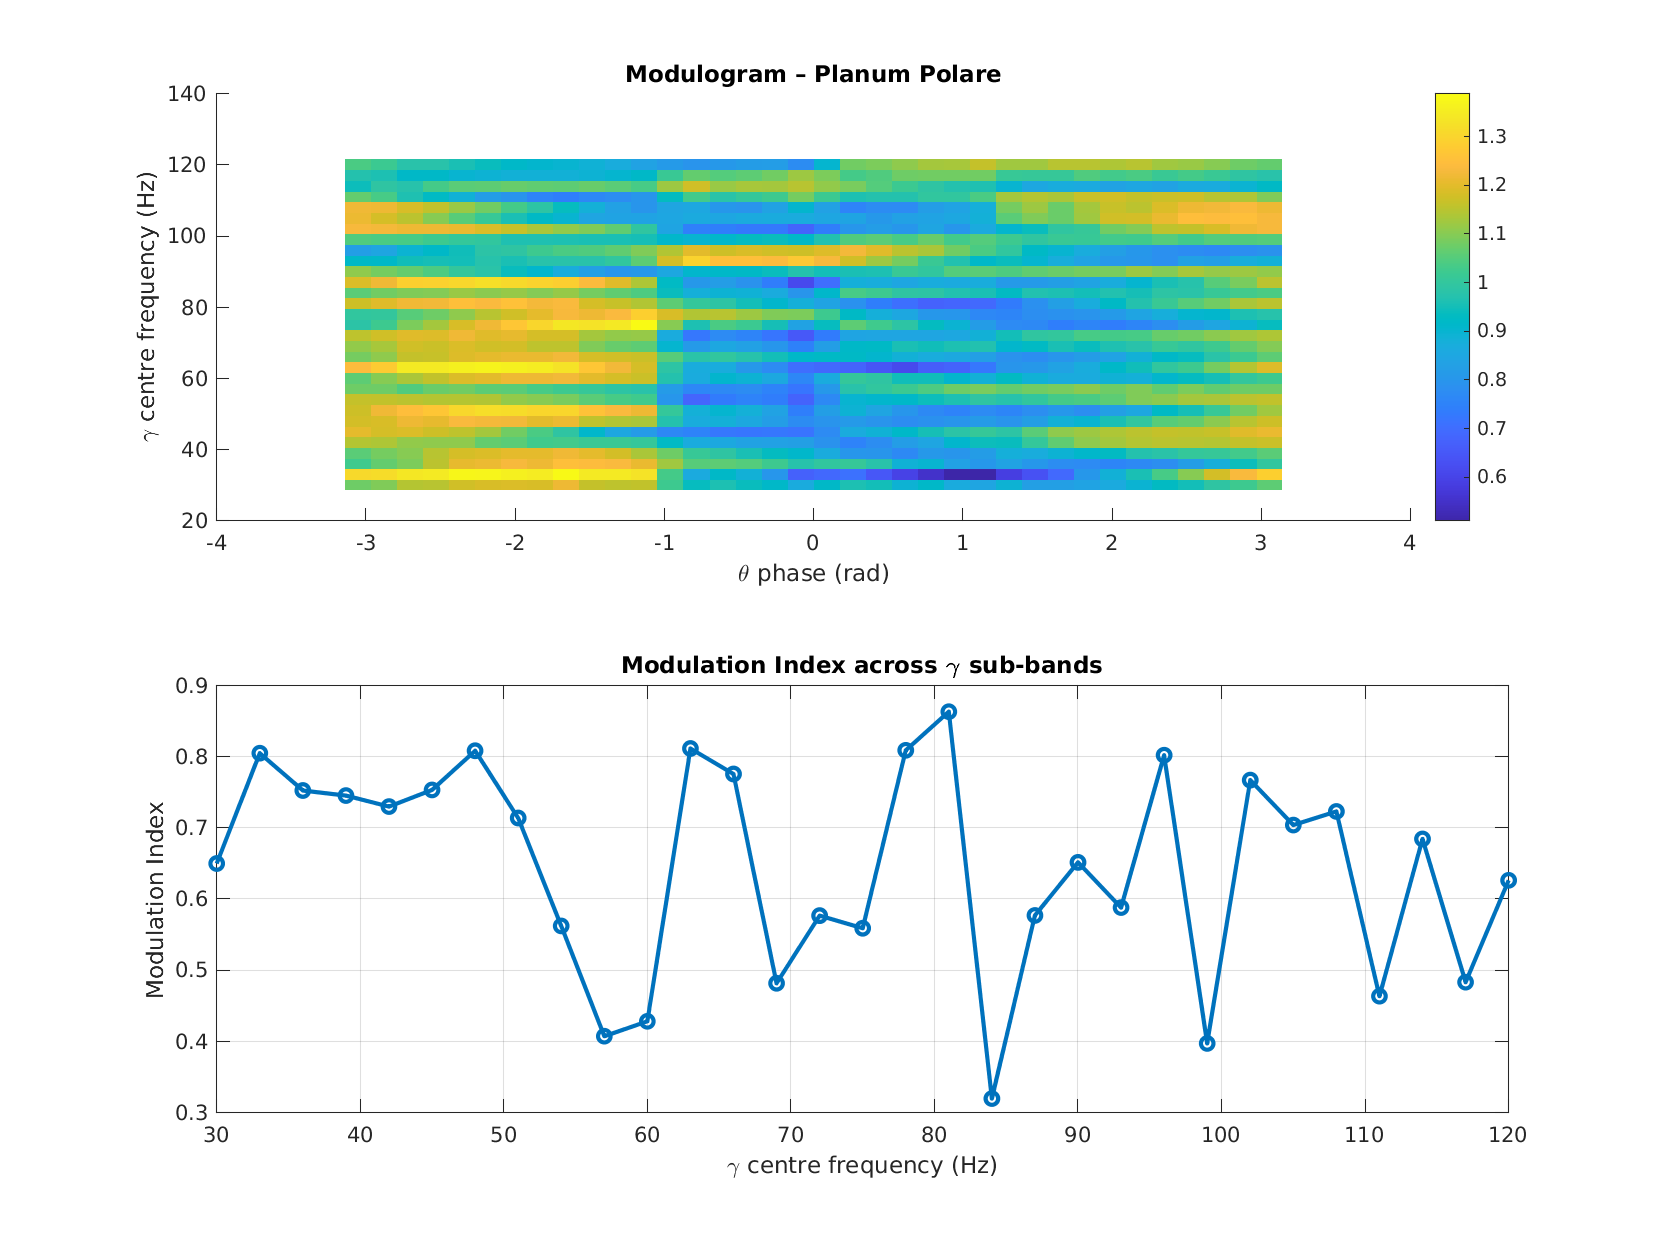 Modulogram – Planum Polare
140
120
100
80
60
40
20
γ centre frequency (Hz)
-4 -3 -2 -1 0 1 2 3 4
θ phase (rad)
1.3
1.2
1.1
1
0.9
0.8
0.7
0.6
Modulation Index across γ sub-bands
0.9
0.8
0.7
0.6
0.5
0.4
0.3
Modulation Index
30 40 50 60 70 80 90 100 110 120
γ centre frequency (Hz)